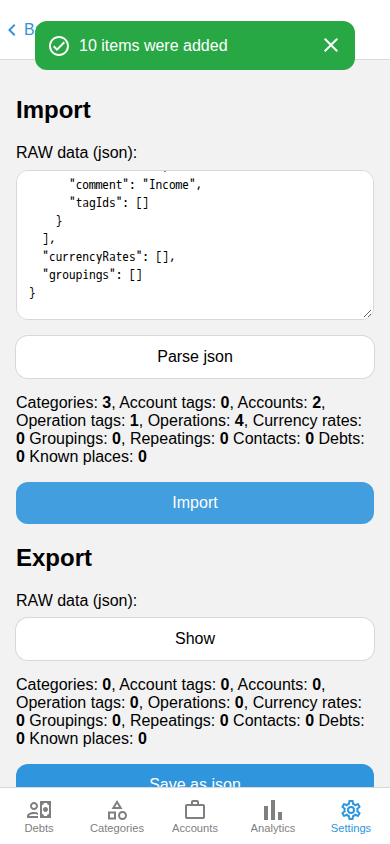 B
10 items were added
Import
RAW data (json):
"comment": "Income",
"tagIds": []
}
],
"currencyRates": [],
"groupings": []
}
Parse json
Categories: 3, Account tags: 0, Accounts: 2,
Operation tags: 1, Operations: 4, Currency rates:
0 Groupings: 0, Repeatings: 0 Contacts: 0 Debts:
0 Known places: 0
Import
Export
RAW data (json):
Show
Categories: 0, Account tags: 0, Accounts: 0,
Operation tags: 0, Operations: 0, Currency rates:
0 Groupings: 0, Repeatings: 0 Contacts: 0 Debts:
0 Known places: 0
Save as json
Debts
Categories
Accounts
Analytics
Settings